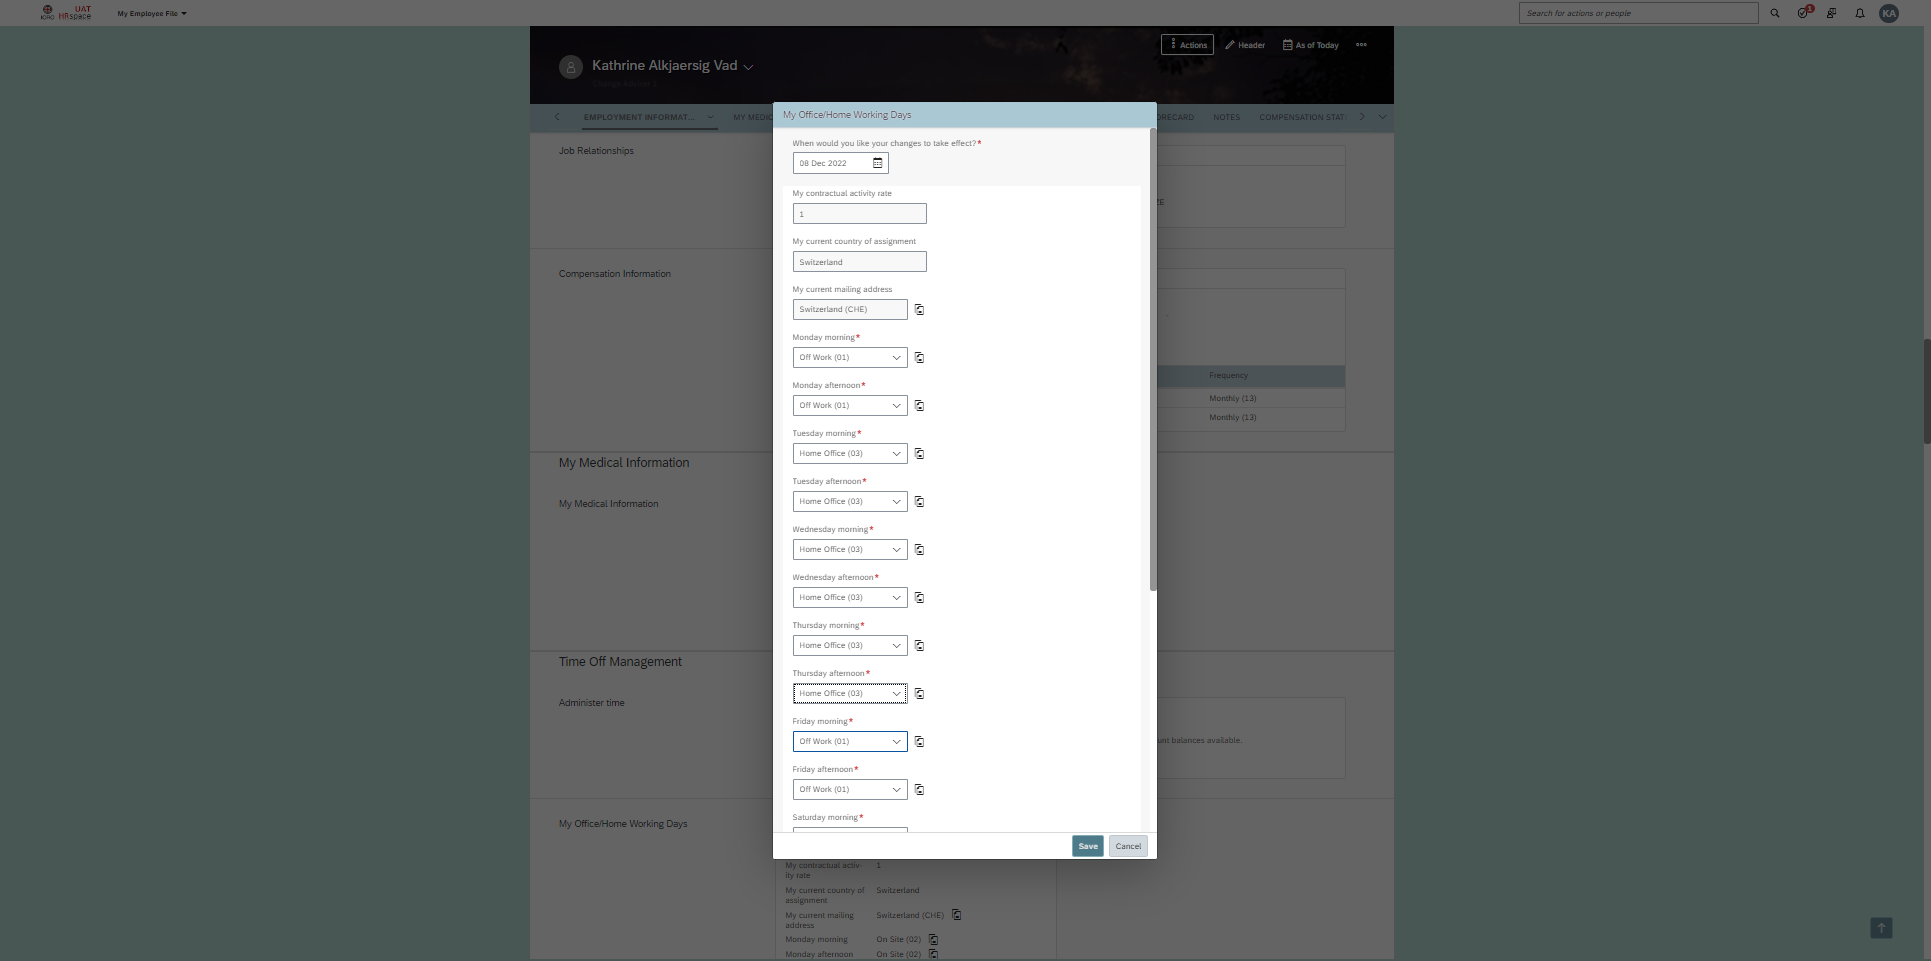 UAT
ICRC HRspace
My Employee File
Search for actions or people
1
KA
Actions
Header
As of Today
Kathrine Alkjaersig Vad
EMPLOYMENT INFORMAT...
MY MEDIC
ORECARD
NOTES
COMPENSATION STAT
Job Relationships
Compensation Information
Frequency
Monthly (13)
Monthly (13)
My Medical Information
My Medical Information
Time Off Management
Administer time
unt balances available.
My Office/Home Working Days
My Office/Home Working Days
When would you like your changes to take effect?*
08 Dec 2022
My contractual activity rate
1
My current country of assignment
Switzerland
My current mailing address
Switzerland (CHE)
Monday morning*
Off Work (01)
Monday afternoon*
Off Work (01)
Tuesday morning*
Home Office (03)
Tuesday afternoon*
Home Office (03)
Wednesday morning*
Home Office (03)
Wednesday afternoon*
Home Office (03)
Thursday morning*
Home Office (03)
Thursday afternoon*
Home Office (03)
Friday morning*
Off Work (01)
Friday afternoon*
Off Work (01)
Saturday morning*
Save
Cancel
My contractual activ-
ity rate
1
My current country of
assignment
Switzerland
My current mailing
address
Switzerland (CHE)
Monday morning
On Site (02)
Monday afternoon
On Site (02)